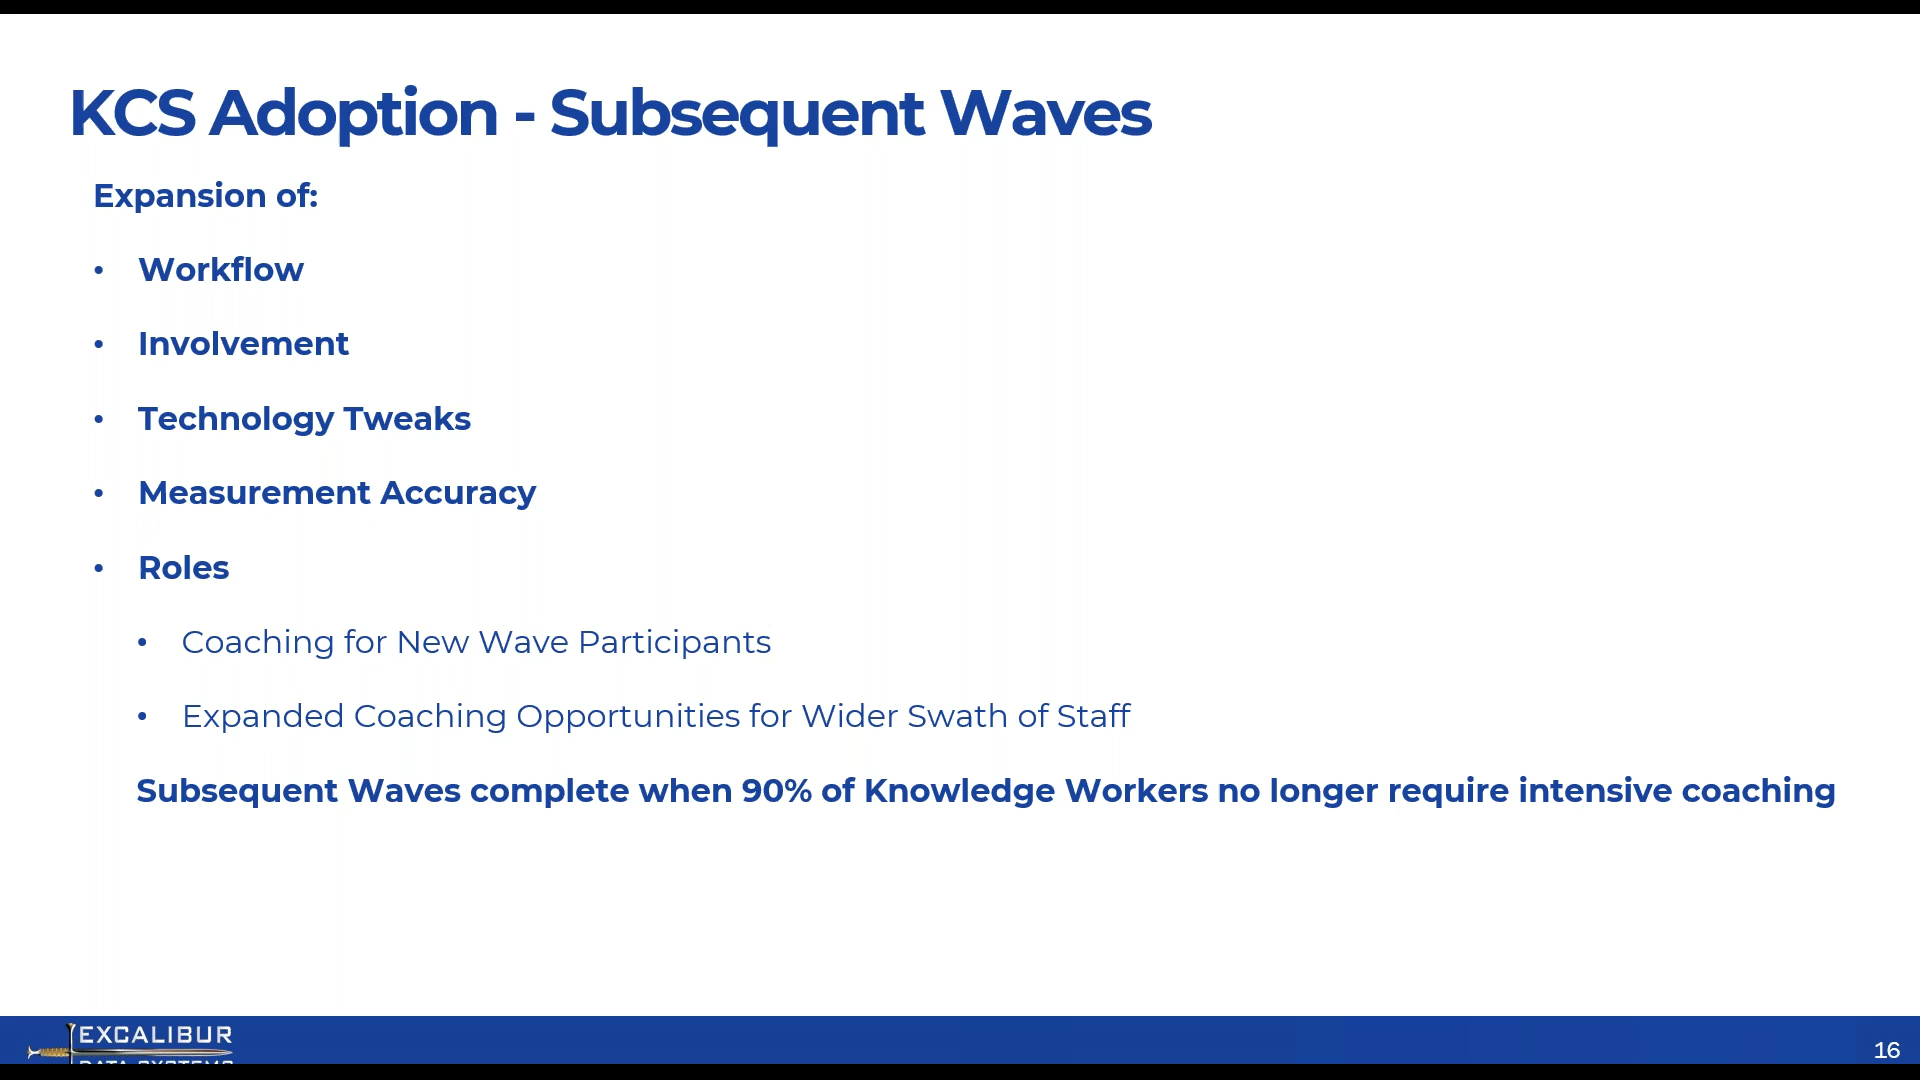 KCS Adoption - Subsequent Waves
Expansion of:
• Workflow
• Involvement
• Technology Tweaks
• Measurement Accuracy
• Roles
• Coaching for New Wave Participants
• Expanded Coaching Opportunities for Wider Swath of Staff
Subsequent Waves complete when 90% of Knowledge Workers no longer require intensive coaching
EXCALIBUR
DATA SYSTEMS
16